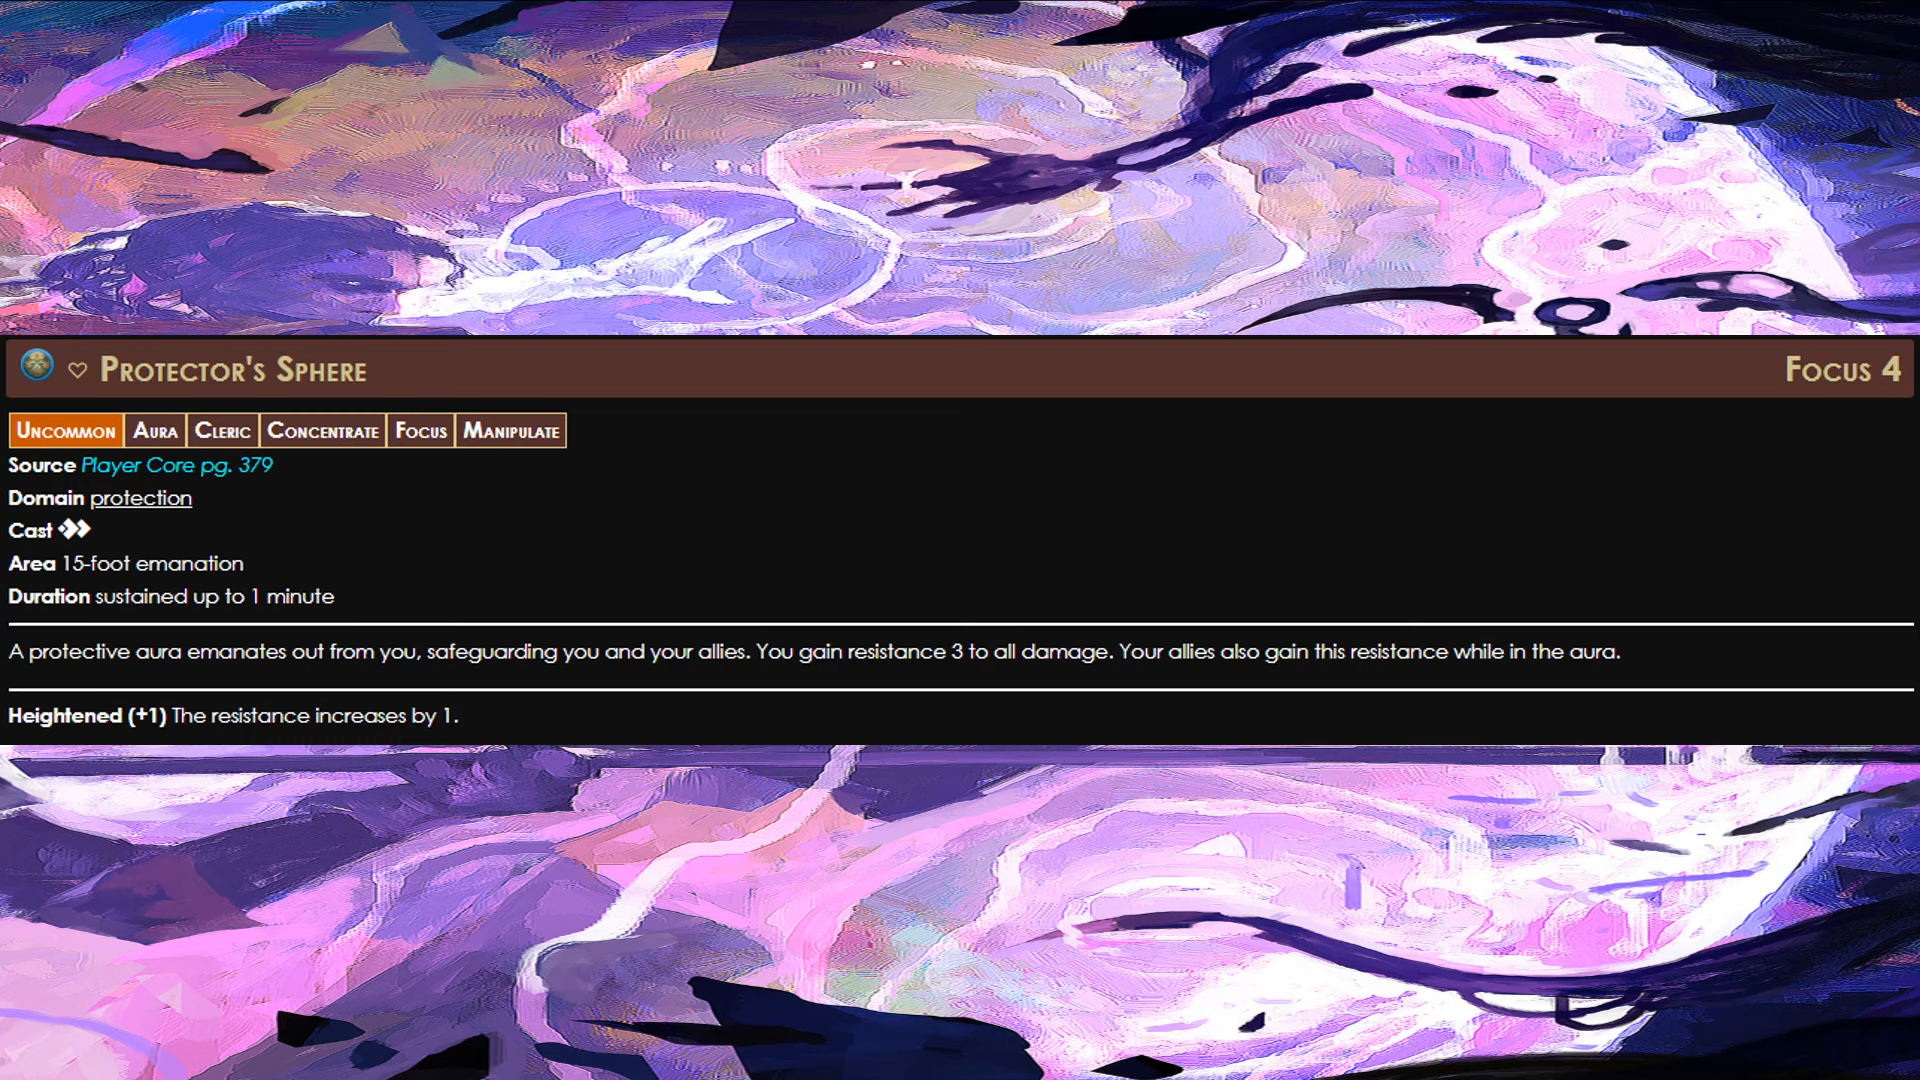 Protector's Sphere Focus 4
Uncommon Aura Cleric Concentrate Focus Manipulate
Source Player Core pg. 379
Domain protection
Cast
Area 15-foot emanation
Duration sustained up to 1 minute
A protective aura emanates out from you, safeguarding you and your allies. You gain resistance 3 to all damage. Your allies also gain this resistance while in the aura.
Heightened (+1) The resistance increases by 1.